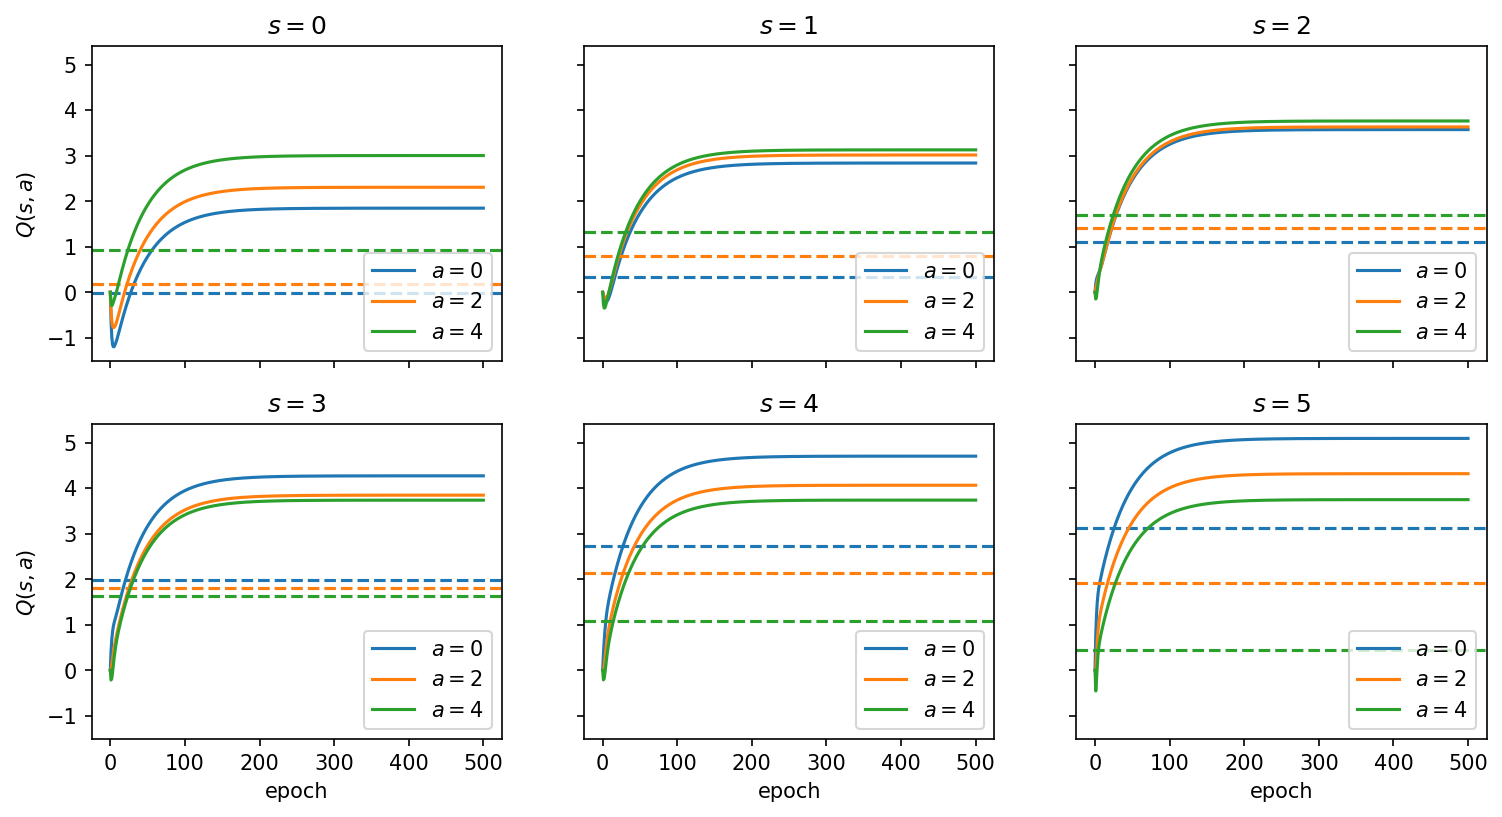 s = 0
s = 1
s = 2
Q(s, a)
5
4
3
2
1
0
−1
a = 0
a = 2
a = 4
a = 0
a = 2
a = 4
a = 0
a = 2
a = 4
s = 3
s = 4
s = 5
Q(s, a)
5
4
3
2
1
0
−1
a = 0
a = 2
a = 4
a = 0
a = 2
a = 4
a = 0
a = 2
a = 4
0 100 200 300 400 500
0 100 200 300 400 500
0 100 200 300 400 500
epoch
epoch
epoch